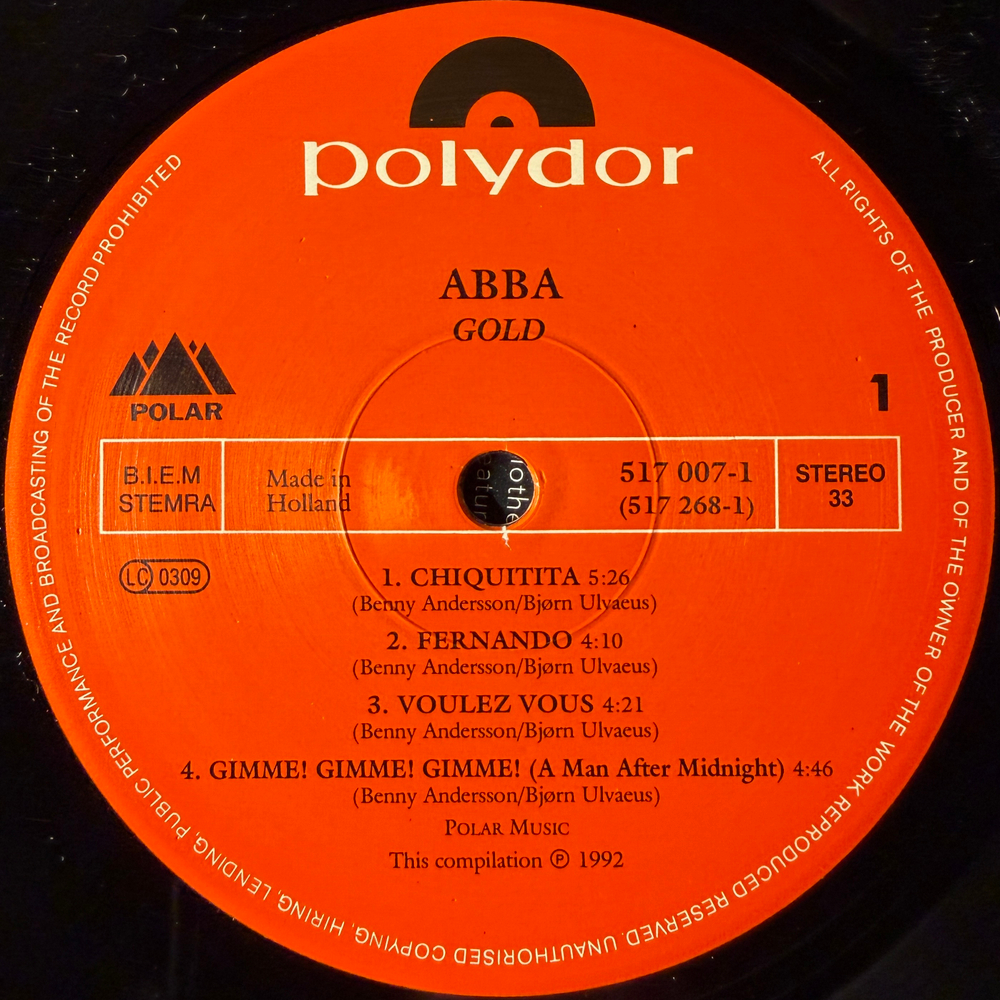 polydor
ABBA
GOLD
POLAR
1
B.I.E.M
STEMRA
Made in
Holland
517 007-1
(517 268-1)
STEREO
33
LC 0309
1. CHIQUITITA 5:26
(Benny Andersson/Bjørn Ulvaeus)
2. FERNANDO 4:10
(Benny Andersson/Bjørn Ulvaeus)
3. VOULEZ VOUS 4:21
(Benny Andersson/Bjørn Ulvaeus)
4. GIMME! GIMME! GIMME! (A Man After Midnight) 4:46
(Benny Andersson/Bjørn Ulvaeus)
POLAR MUSIC
This compilation ℗ 1992
ALL RIGHTS OF THE PRODUCER AND OF THE OWNER OF THE WORK REPRODUCED RESERVED. UNAUTHORISED COPYING, HIRING, LENDING, PUBLIC PERFORMANCE AND BROADCASTING OF THE RECORD PROHIBITED